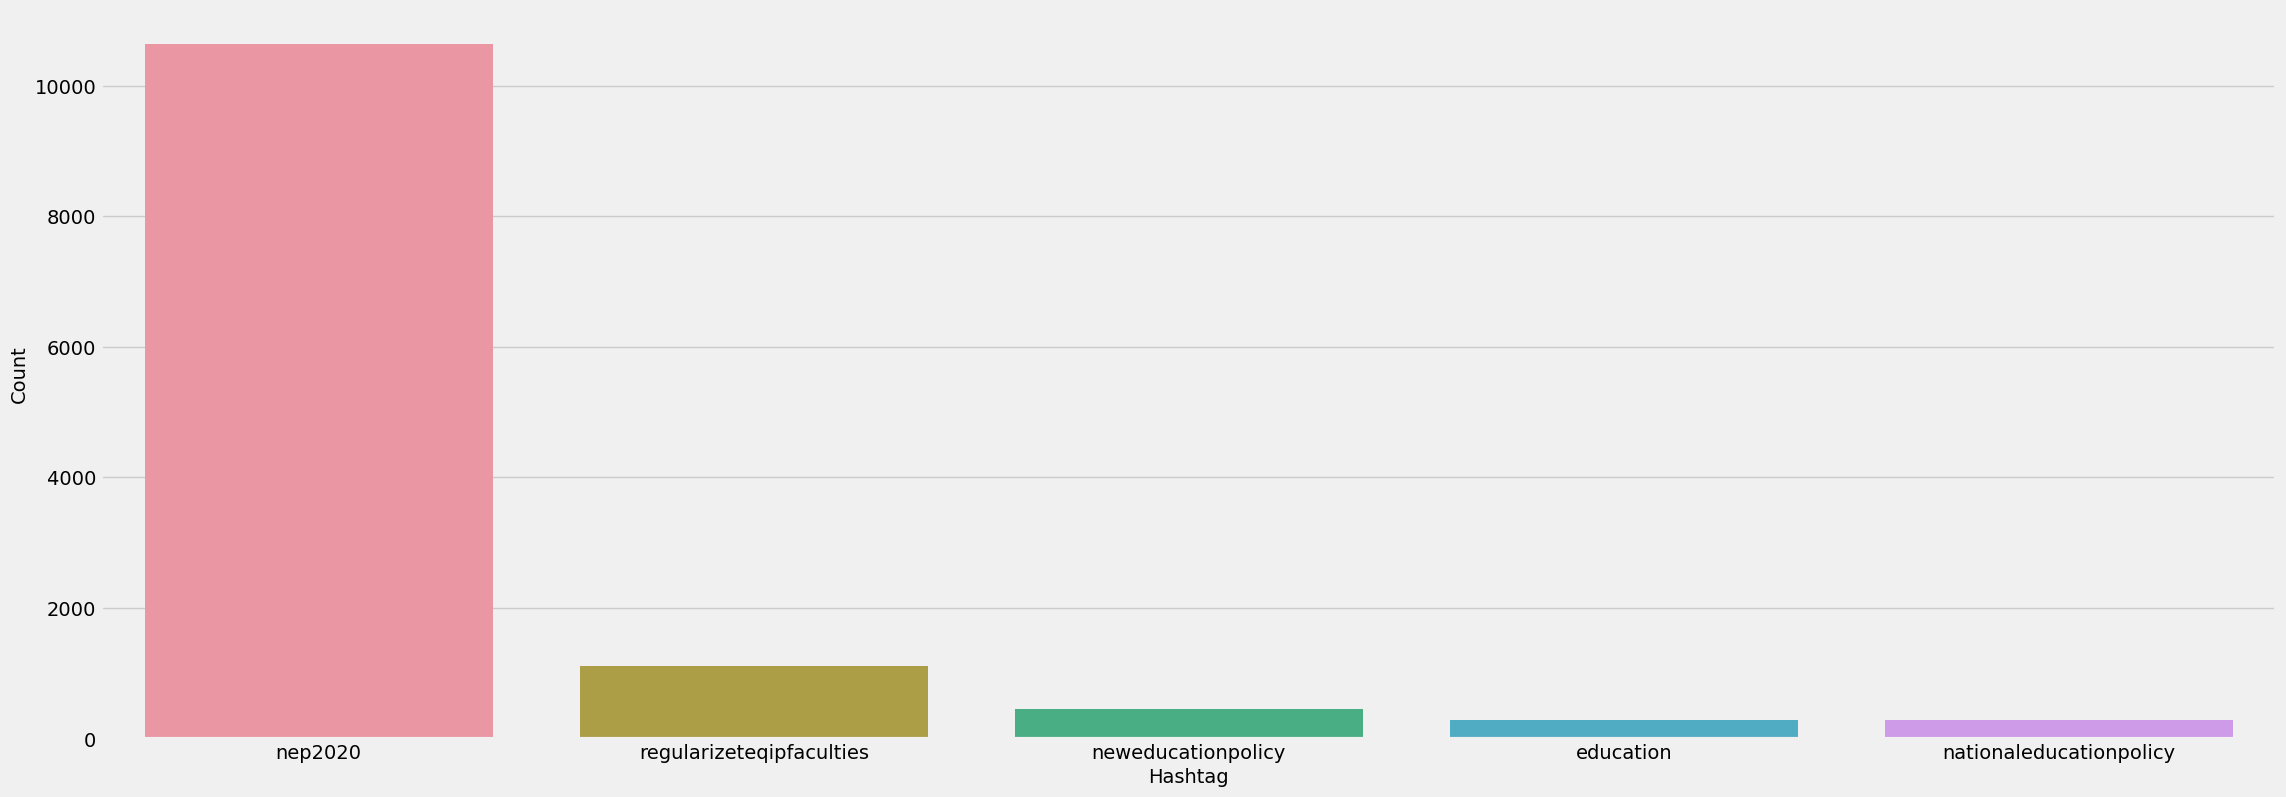 10000
8000
6000
4000
2000
0
Count
nep2020
regularizeteqipfaculties
neweducationpolicy
education
nationaleducationpolicy
Hashtag